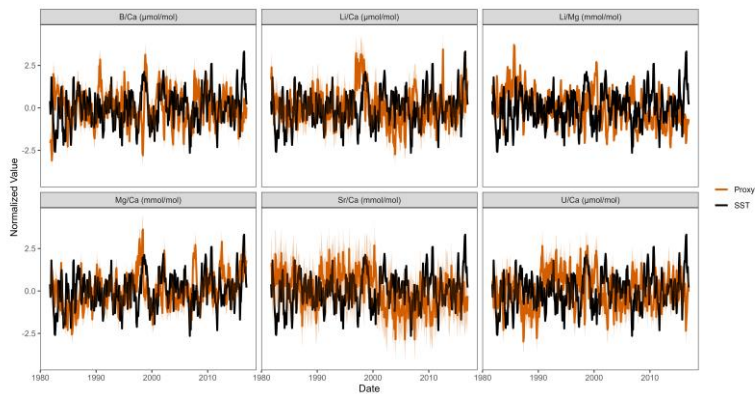 B/Ca (μmol/mol) Li/Ca (μmol/mol) Li/Mg (mmol/mol)
2.5
0.0
-2.5
Normalized Value
Mg/Ca (mmol/mol) Sr/Ca (mmol/mol) U/Ca (μmol/mol)
2.5
0.0
-2.5
1980 1990 2000 2010 1980 1990 2000 2010 1980 1990 2000 2010
Date
Proxy
SST